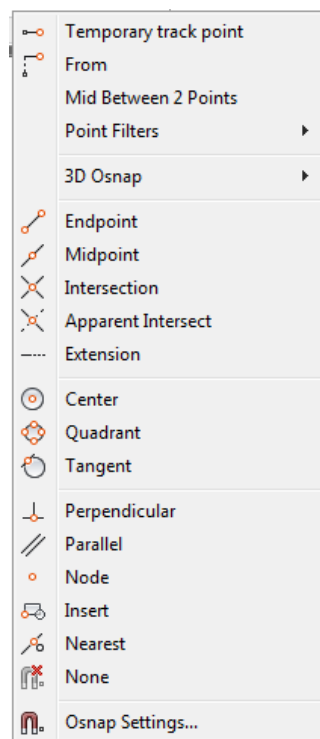 Temporary track point
From
Mid Between 2 Points
Point Filters
3D Osnap
Endpoint
Midpoint
Intersection
Apparent Intersect
Extension
Center
Quadrant
Tangent
Perpendicular
Parallel
Node
Insert
Nearest
None
Osnap Settings...